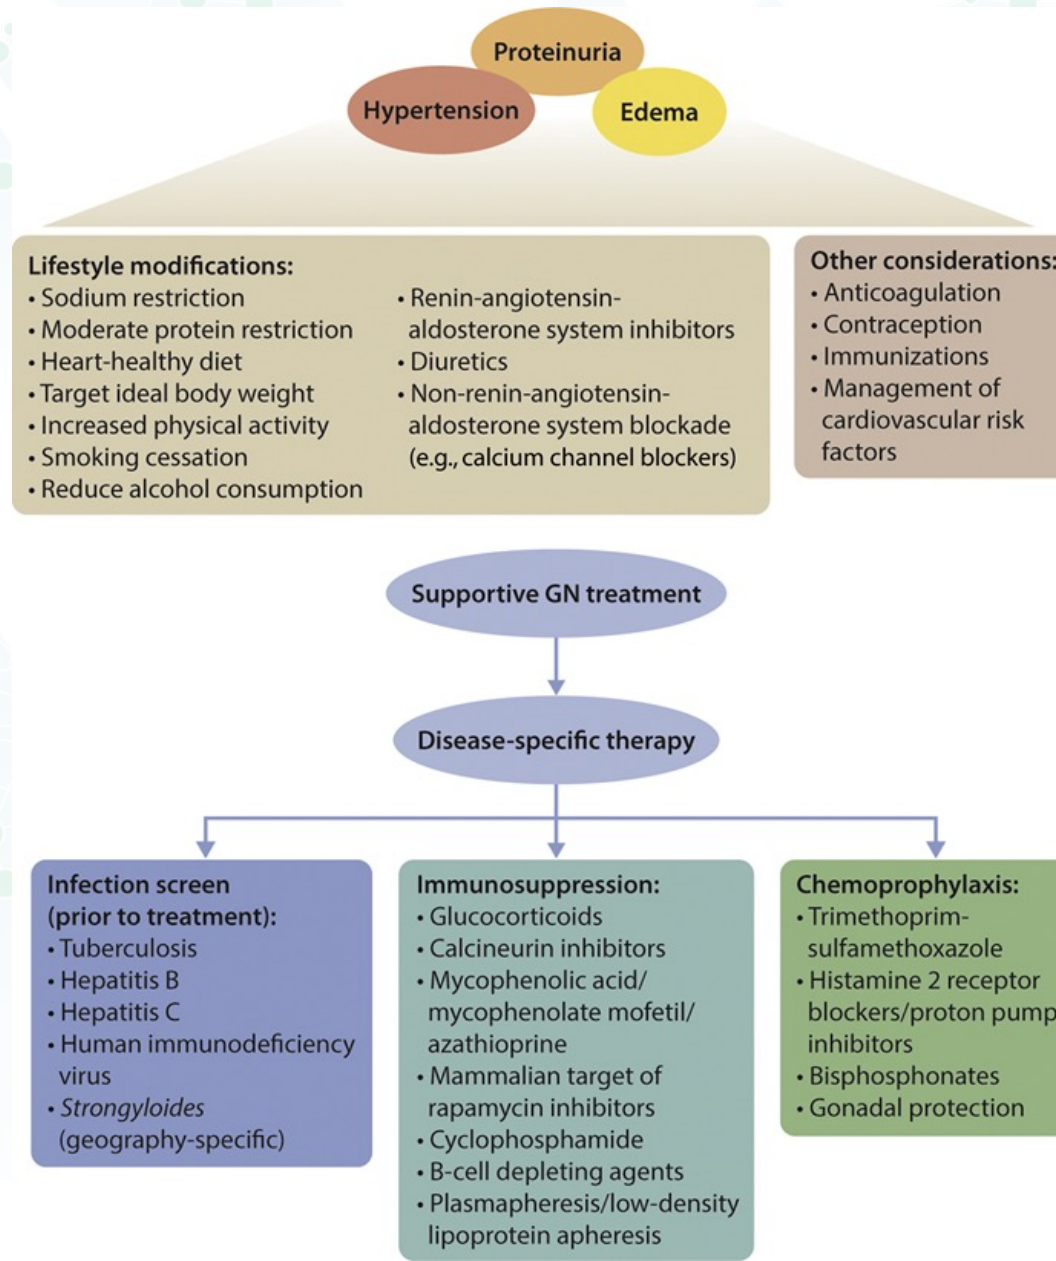 Proteinuria
Hypertension
Edema
Lifestyle modifications:
• Sodium restriction
• Moderate protein restriction
• Heart-healthy diet
• Target ideal body weight
• Increased physical activity
• Smoking cessation
• Reduce alcohol consumption
• Renin-angiotensin-
aldosterone system inhibitors
• Diuretics
• Non-renin-angiotensin-
aldosterone system blockade
(e.g., calcium channel blockers)
Other considerations:
• Anticoagulation
• Contraception
• Immunizations
• Management of
cardiovascular risk
factors
Supportive GN treatment
Disease-specific therapy
Infection screen
(prior to treatment):
• Tuberculosis
• Hepatitis B
• Hepatitis C
• Human immunodeficiency
virus
• Strongyloides
(geography-specific)
Immunosuppression:
• Glucocorticoids
• Calcineurin inhibitors
• Mycophenolic acid/
mycophenolate mofetil/
azathioprine
• Mammalian target of
rapamycin inhibitors
• Cyclophosphamide
• B-cell depleting agents
• Plasmapheresis/low-density
lipoprotein apheresis
Chemoprophylaxis:
• Trimethoprim-
sulfamethoxazole
• Histamine 2 receptor
blockers/proton pump
inhibitors
• Bisphosphonates
• Gonadal protection